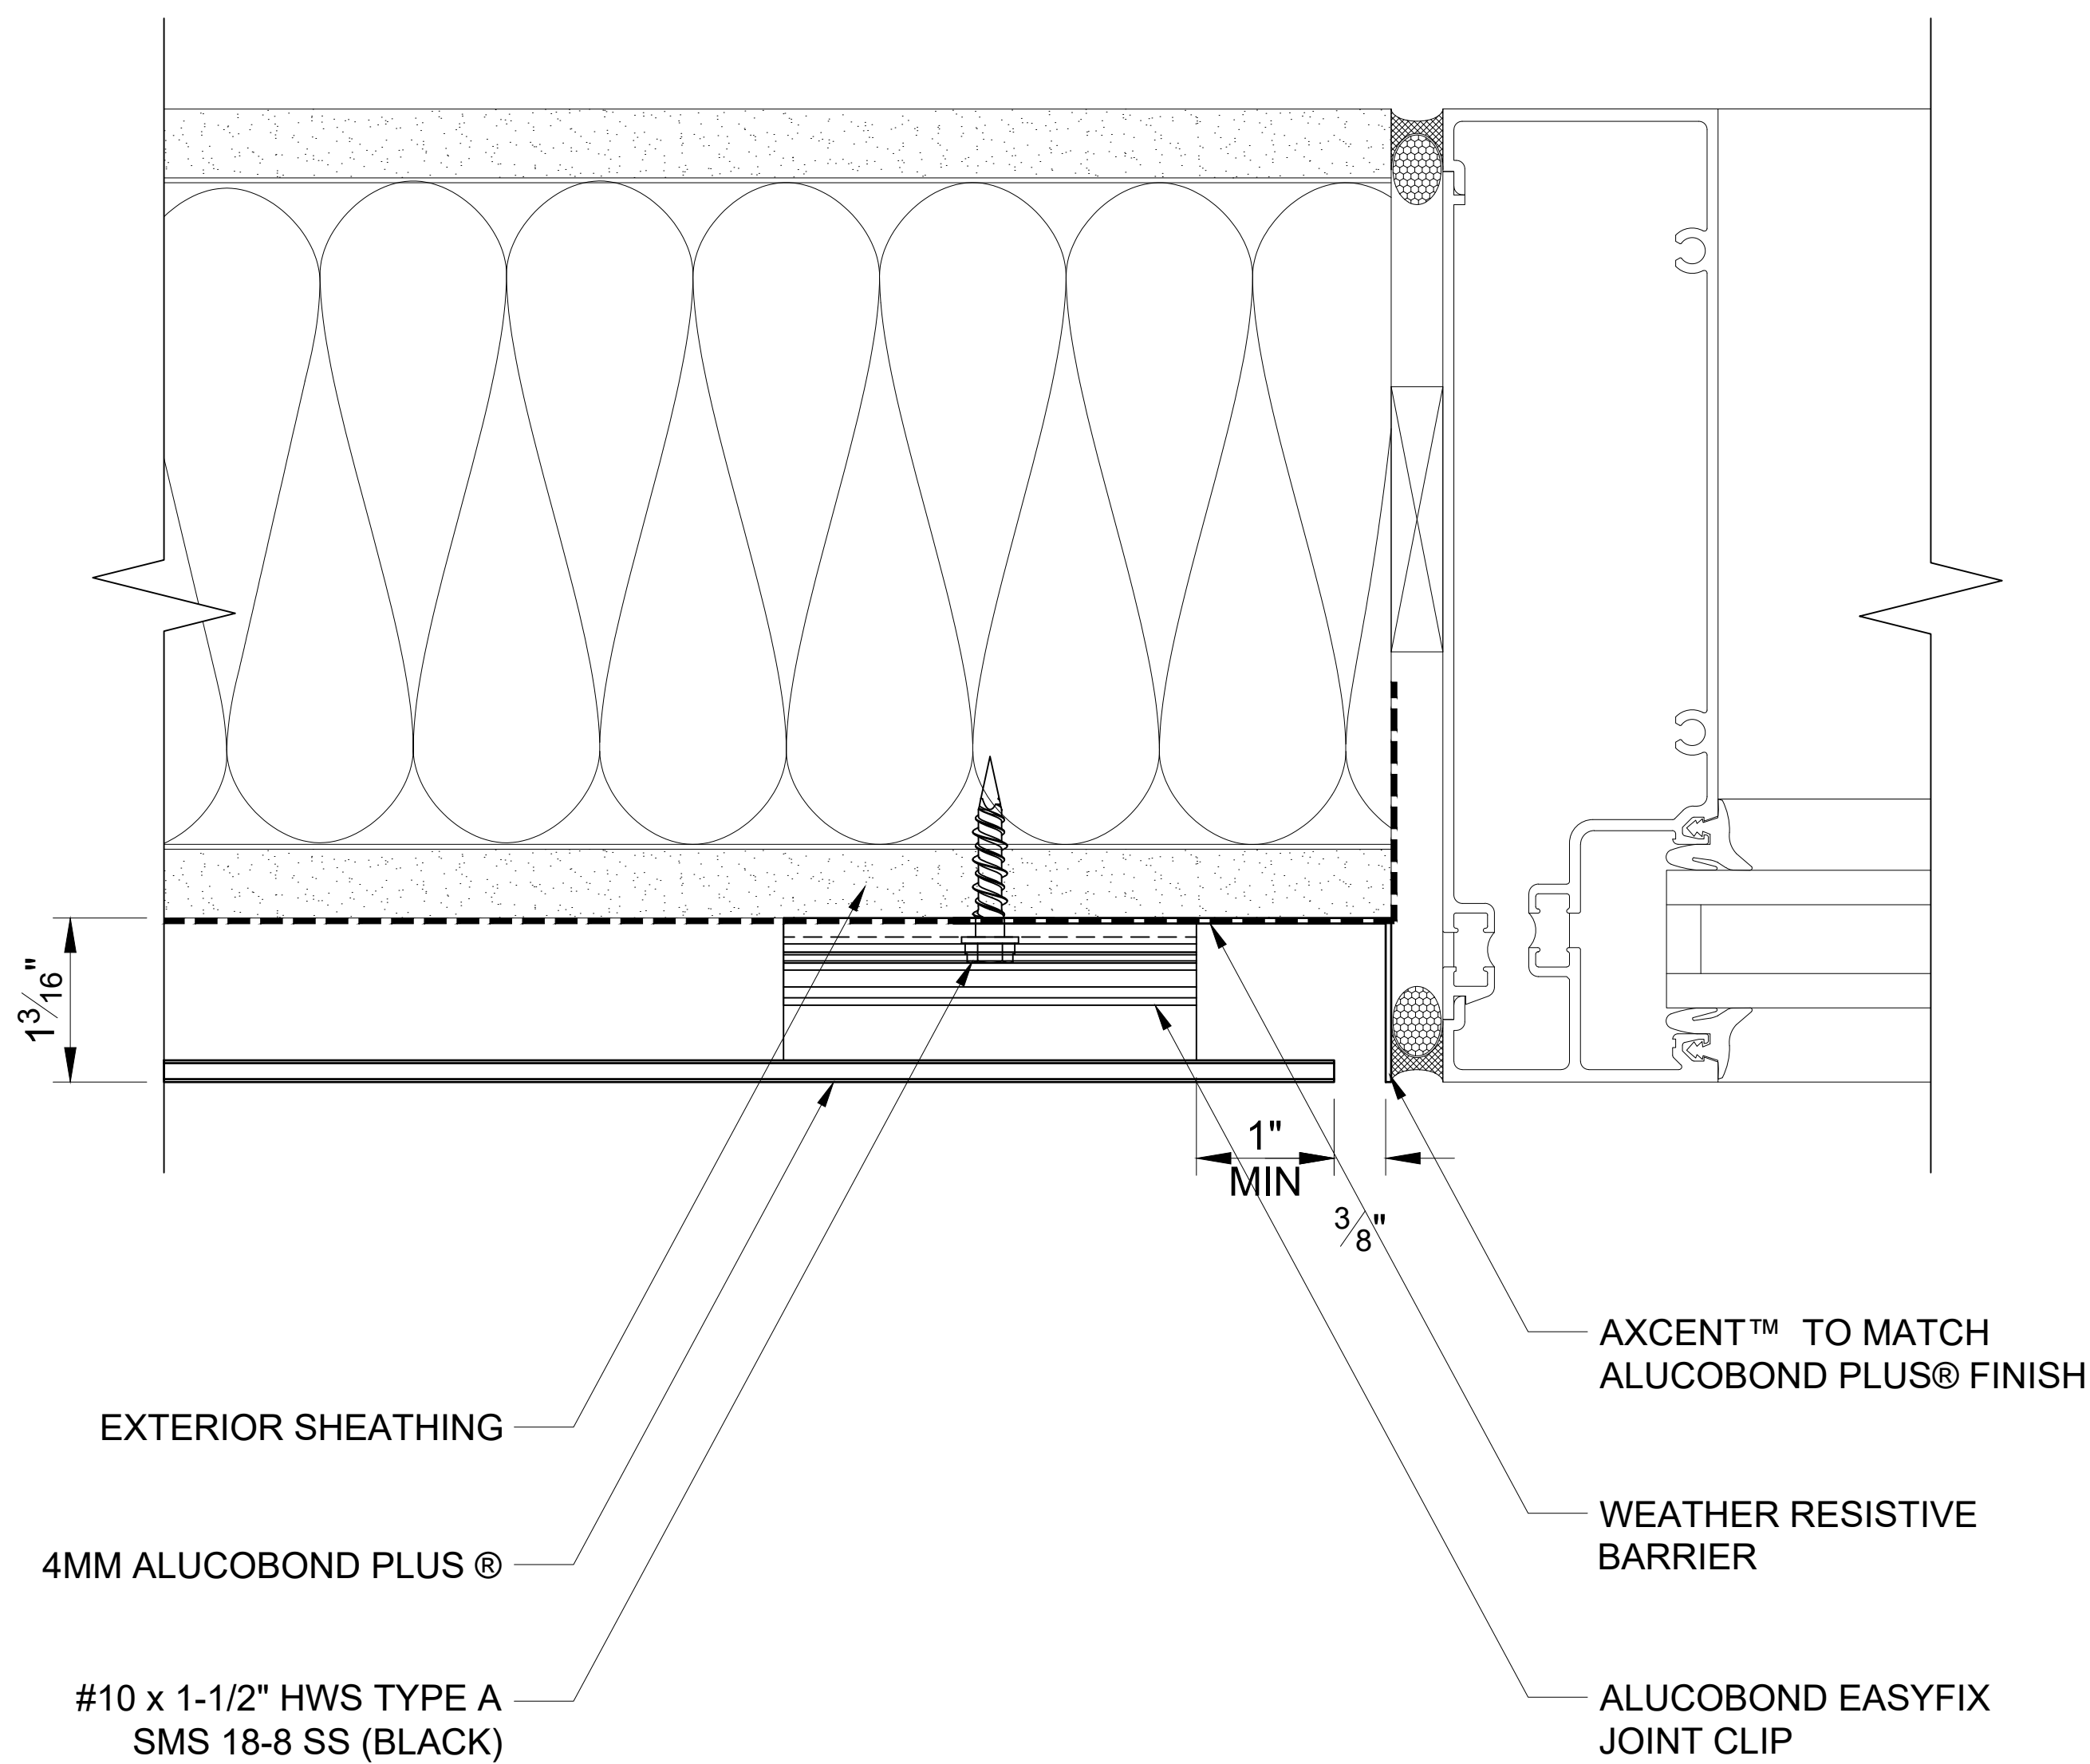 1 3/16"
1"
MIN
3/8"
AXCENT™ TO MATCH
ALUCOBOND PLUS® FINISH
EXTERIOR SHEATHING
WEATHER RESISTIVE
BARRIER
4MM ALUCOBOND PLUS ®
#10 x 1-1/2" HWS TYPE A
SMS 18-8 SS (BLACK)
ALUCOBOND EASYFIX
JOINT CLIP